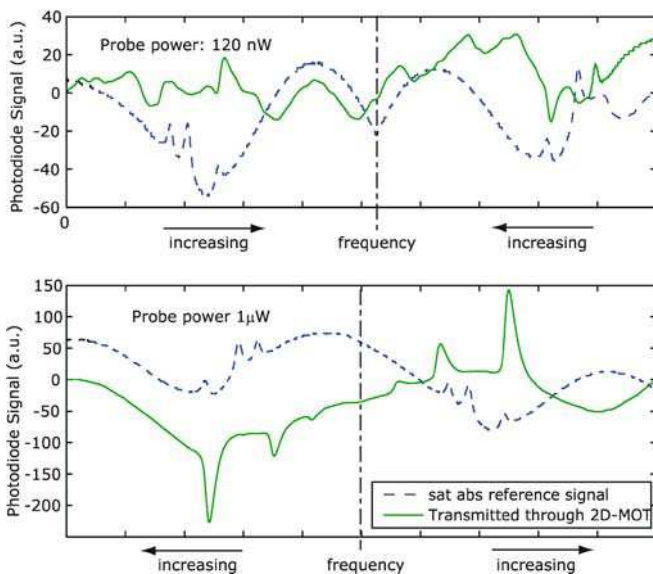 40
20
0
-20
-40
-60
Photodiode Signal (a.u.)
Probe power: 120 nW
0
increasing
frequency
increasing
150
100
50
0
-50
-100
-150
-200
Photodiode Signal (a.u.)
Probe power 1μW
sat abs reference signal
Transmitted through 2D-MOT
increasing
frequency
increasing